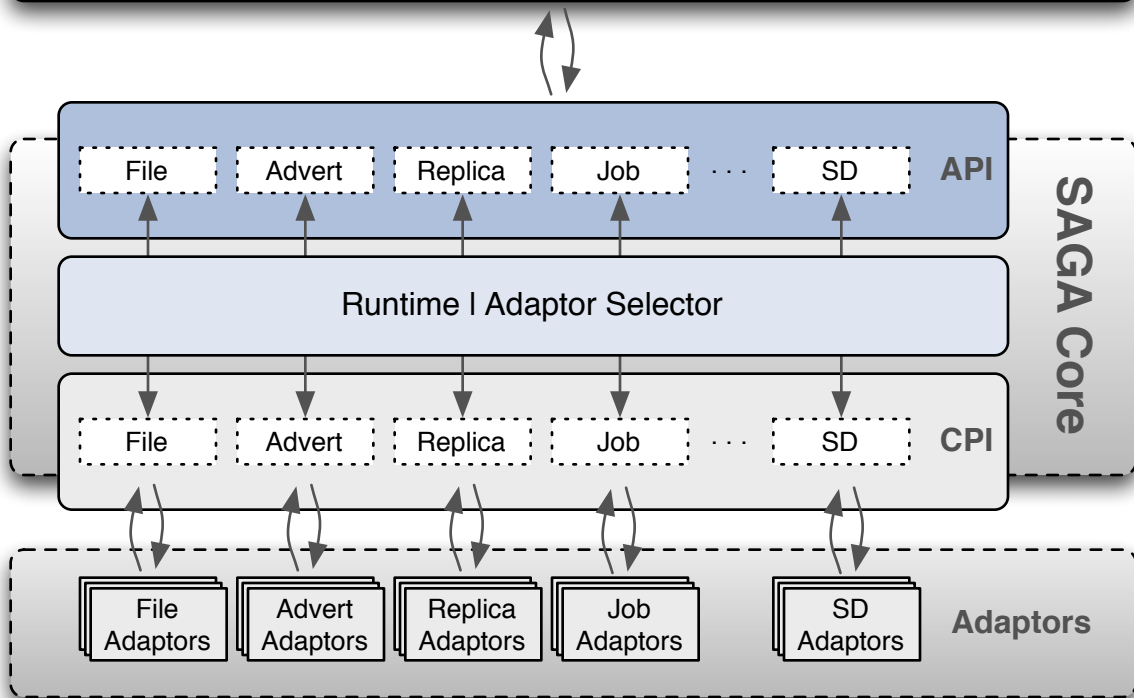 File
Advert
Replica
Job
. . .
SD
API
SAGA Core
Runtime | Adaptor Selector
File
Advert
Replica
Job
. . .
SD
CPI
File
Adaptors
Advert
Adaptors
Replica
Adaptors
Job
Adaptors
SD
Adaptors
Adaptors